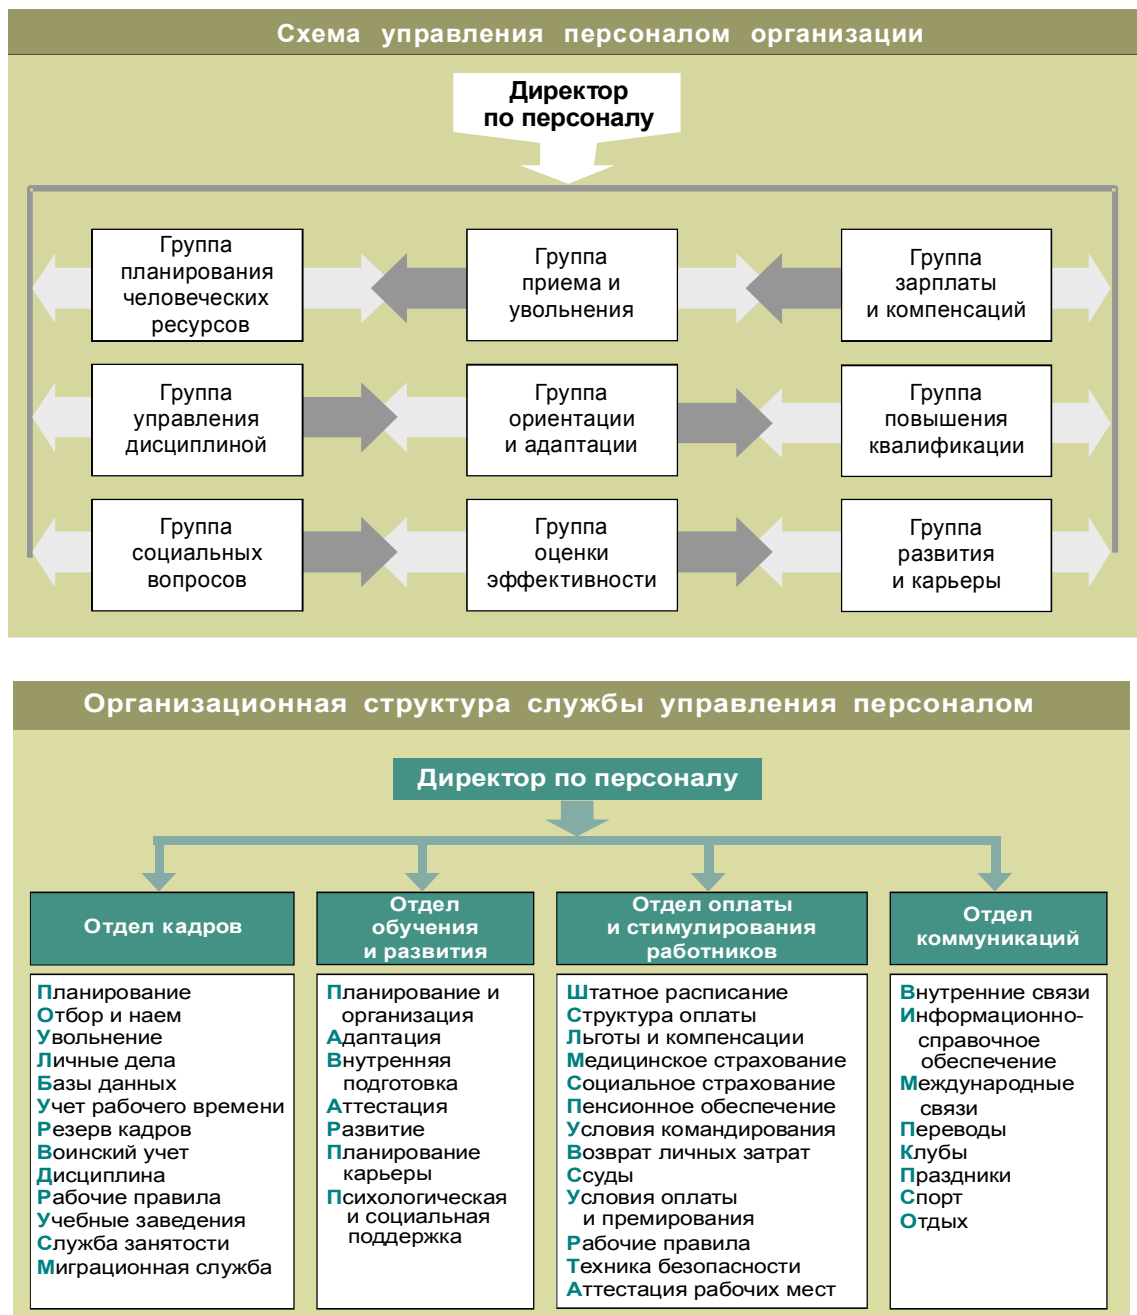 Схема управления персоналом организации
Директор
по персоналу
Группа
планирования
человеческих
ресурсов
Группа
приема и
увольнения
Группа
зарплаты
и компенсаций
Группа
управления
дисциплиной
Группа
ориентации
и адаптации
Группа
повышения
квалификации
Группа
социальных
вопросов
Группа
оценки
эффективности
Группа
развития
и карьеры
Организационная структура службы управления персоналом
Директор по персоналу
Отдел кадров
Планирование
Отбор и наем
Увольнение
Личные дела
Базы данных
Учет рабочего времени
Резерв кадров
Воинский учет
Дисциплина
Рабочие правила
Учебные заведения
Служба занятости
Миграционная служба
Отдел
обучения
и развития
Планирование и
организация
Адаптация
Внутренняя
подготовка
Аттестация
Развитие
Планирование
карьеры
Психологическая
и социальная
поддержка
Отдел оплаты
и стимулирования
работников
Штатное расписание
Структура оплаты
Льготы и компенсации
Медицинское страхование
Социальное страхование
Пенсионное обеспечение
Условия командирования
Возврат личных затрат
Ссуды
Условия оплаты
и премирования
Рабочие правила
Техника безопасности
Аттестация рабочих мест
Отдел
коммуникаций
Внутренние связи
Информационно-
справочное
обеспечение
Международные
связи
Переводы
Клубы
Праздники
Спорт
Отдых